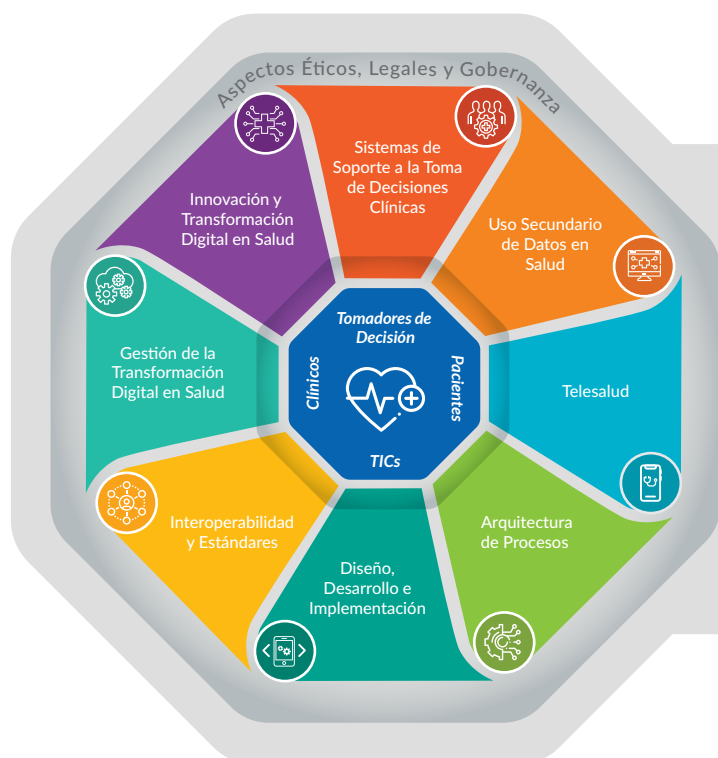 Aspectos Éticos, Legales y Gobernanza
Sistemas de
Soporte a la Toma
de Decisiones
Clínicas
Uso Secundario
de Datos en
Salud
Telesalud
Arquitectura
de Procesos
Diseño,
Desarrollo e
Implementación
Interoperabilidad
y Estándares
Gestión de la
Transformación
Digital en Salud
Innovación y
Transformación
Digital en Salud
Tomadores de
Decisión
Pacientes
TICs
Clínicos